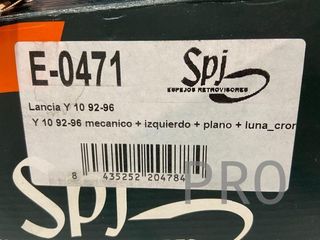 E-0471
Spj
ESPEJOS RETROVISORES
Lancia Y 10 92-96
Y 10 92-96 mecanico + izquierdo + plano + luna_cror
8 435252 20478
PRO
Spj